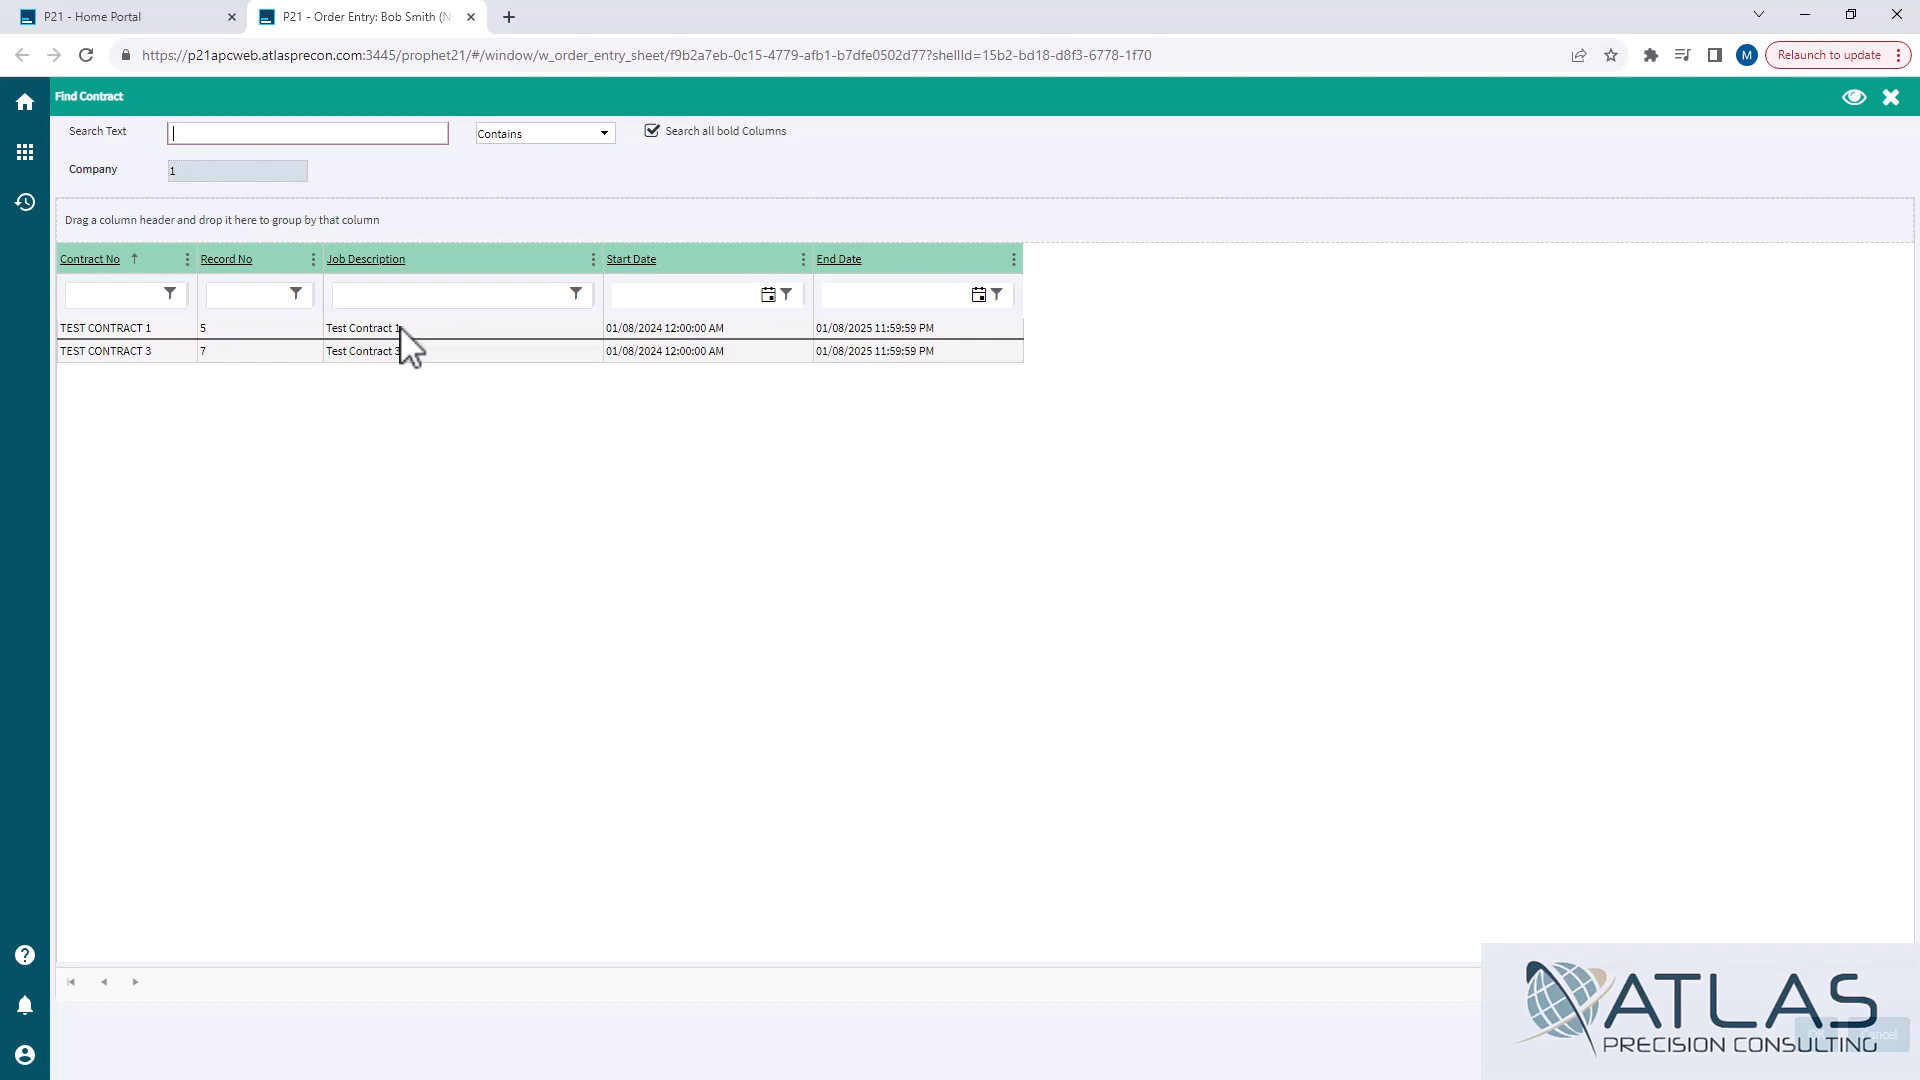 P21 - Home Portal
P21 - Order Entry: Bob Smith (N
https://p21apcweb.atlasprecon.com:3445/prophet21/#/window/w_order_entry_sheet/f9b2a7eb-0c15-4779-afb1-b7dfe0502d77?shellId=15b2-bd18-d8f3-6778-1f70
M
Relaunch to update
Find Contract
Search Text
Contains
Search all bold Columns
Company
1
Drag a column header and drop it here to group by that column
Contract No Record No Job Description Start Date End Date
TEST CONTRACT 1 5 Test Contract 1 01/08/2024 12:00:00 AM 01/08/2025 11:59:59 PM
TEST CONTRACT 3 7 Test Contract 3 01/08/2024 12:00:00 AM 01/08/2025 11:59:59 PM
ATLAS
OK Cancel
PRECISION CONSULTING